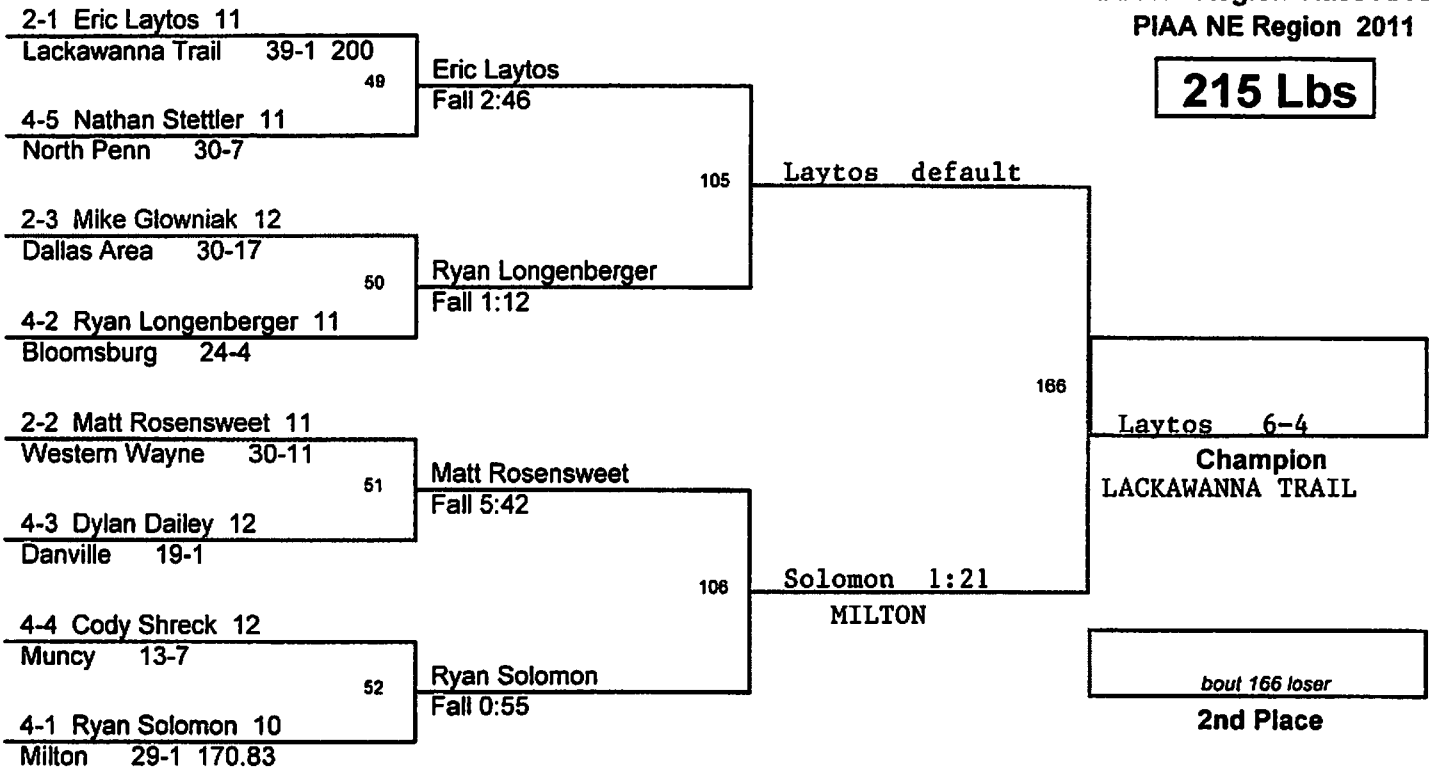 PIAA NE Region 2011
215 Lbs
2-1 Eric Laytos 11
Lackawanna Trail 39-1 200
49
Eric Laytos
Fall 2:46
4-5 Nathan Stettler 11
North Penn 30-7
105
Laytos default
2-3 Mike Glowniak 12
Dallas Area 30-17
50
Ryan Longenberger
Fall 1:12
4-2 Ryan Longenberger 11
Bloomsburg 24-4
166
Laytos 6-4
Champion
LACKAWANNA TRAIL
2-2 Matt Rosensweet 11
Western Wayne 30-11
51
Matt Rosensweet
Fall 5:42
4-3 Dylan Dailey 12
Danville 19-1
106
Solomon 1:21
MILTON
4-4 Cody Shreck 12
Muncy 13-7
52
Ryan Solomon
Fall 0:55
4-1 Ryan Solomon 10
Milton 29-1 170.83
bout 166 loser
2nd Place